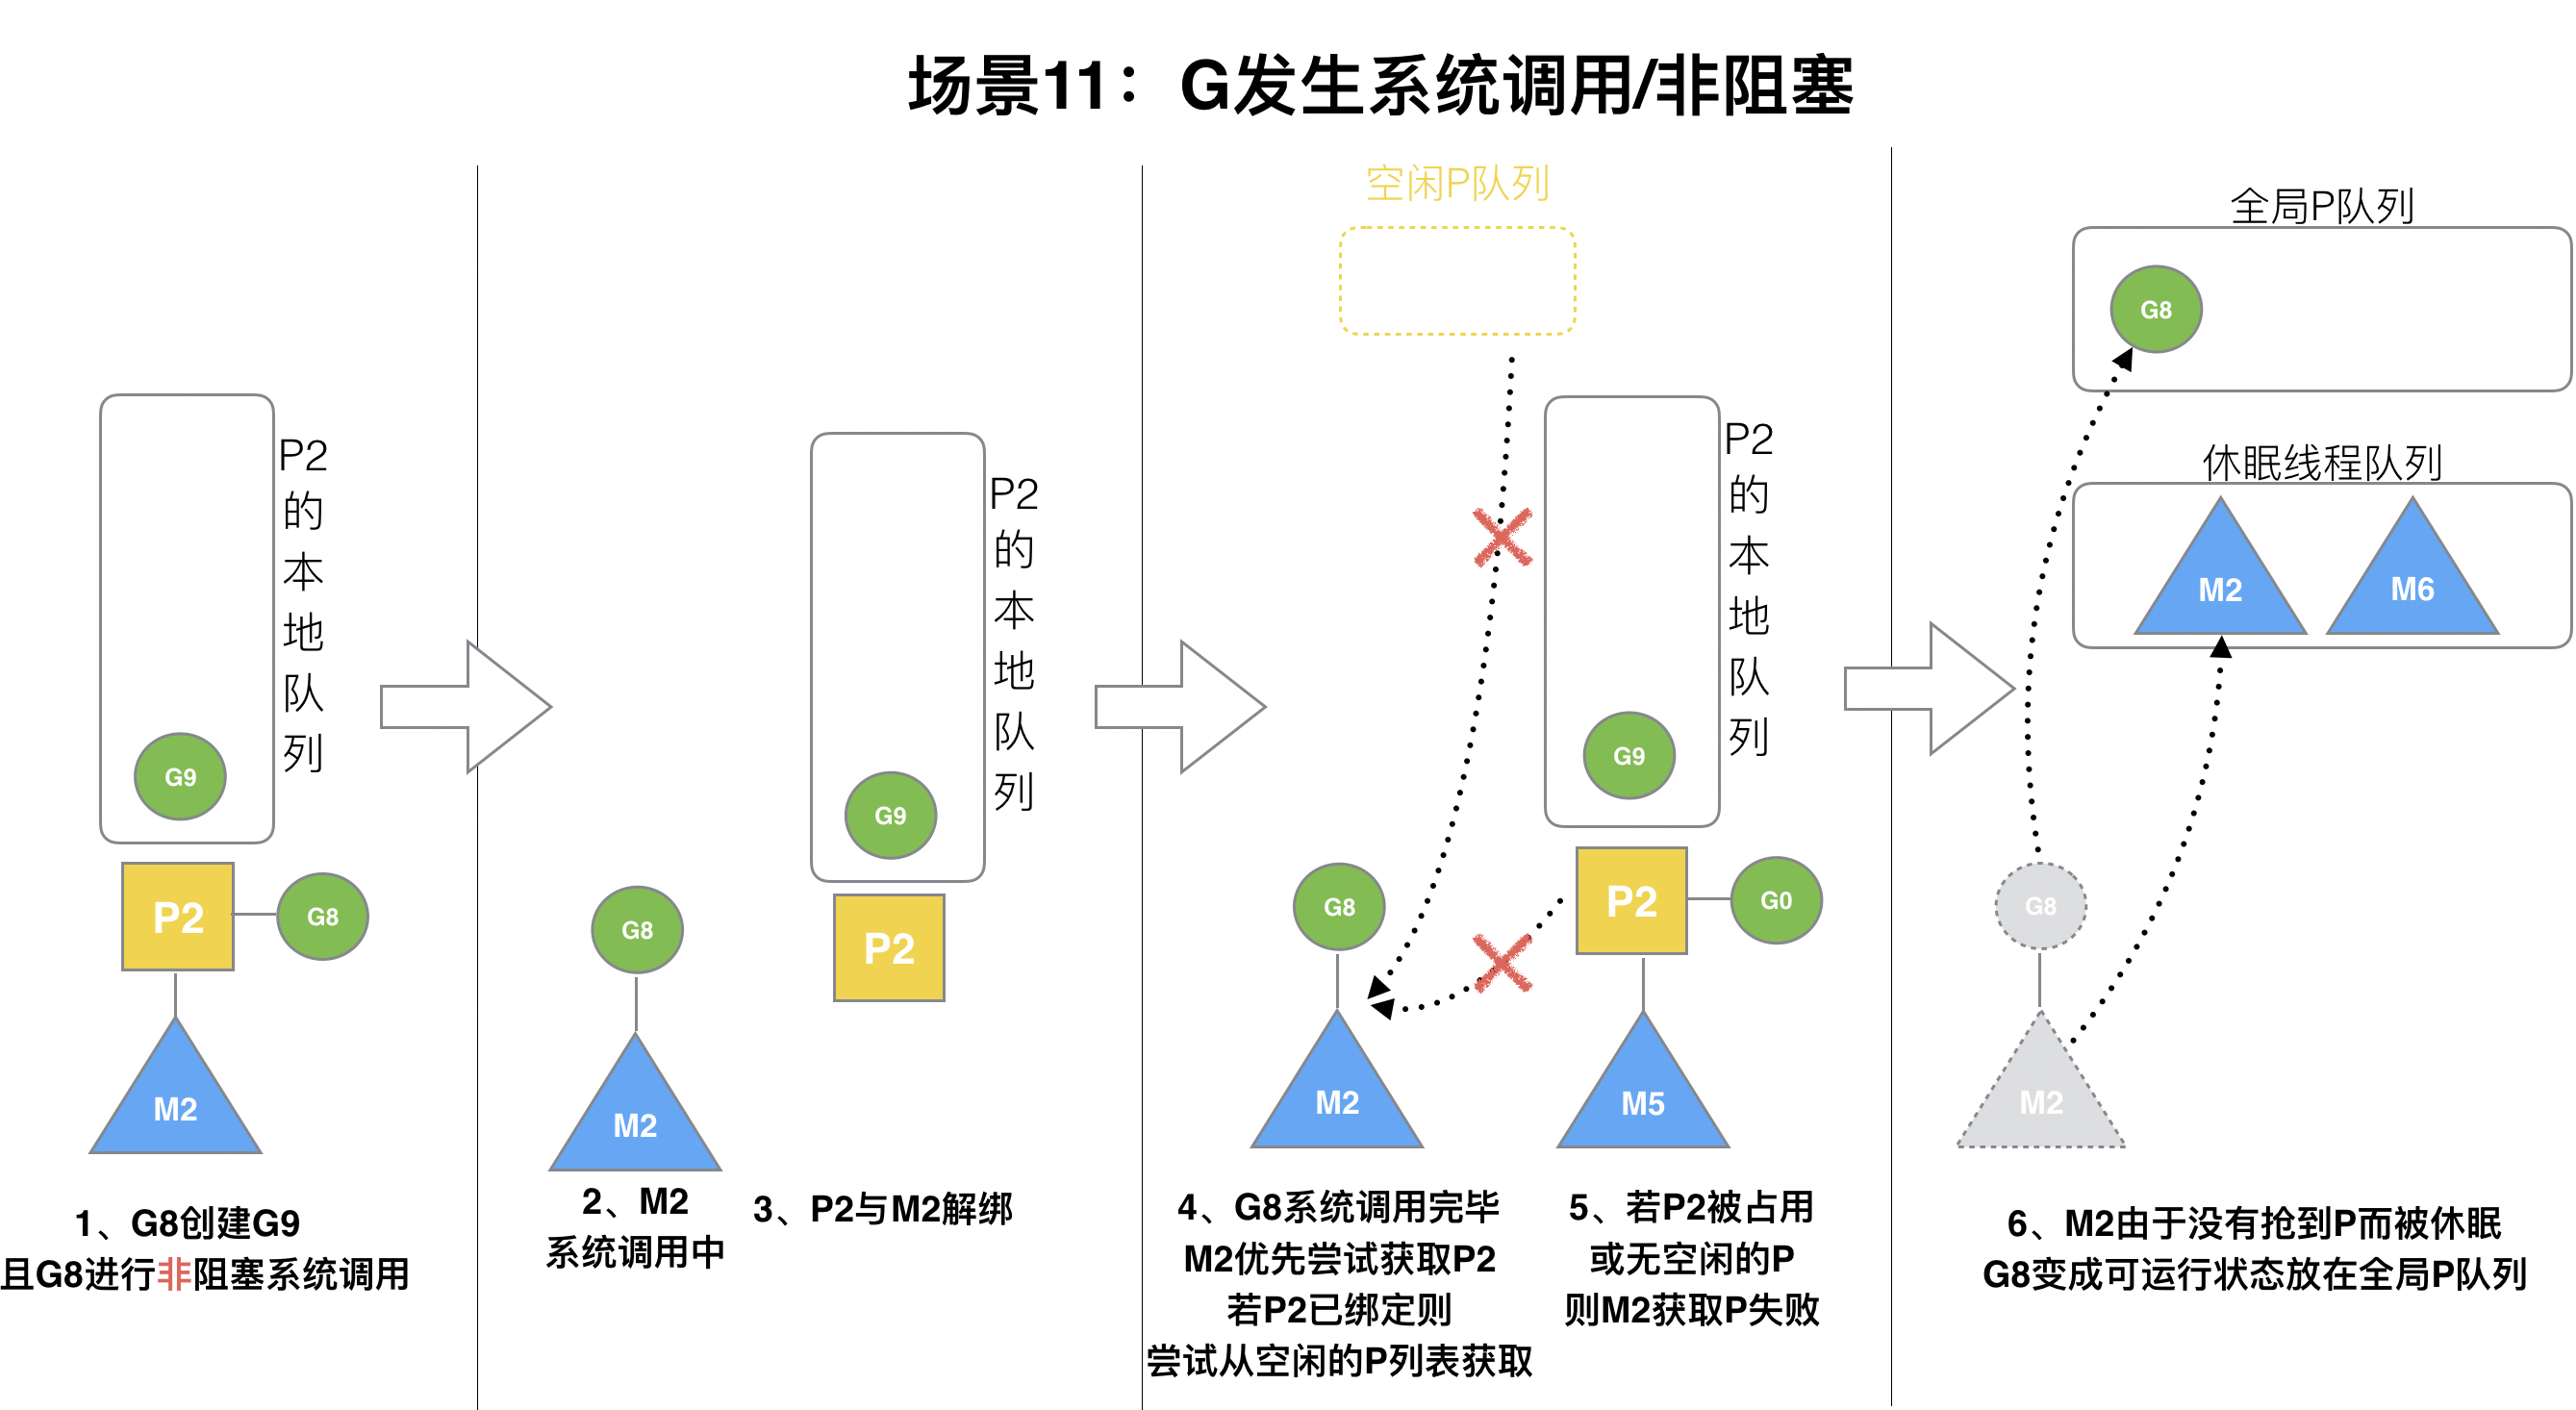 场景11：G发生系统调用/非阻塞
P2的本地队列
G9
P2
G8
M2
1、G8创建G9
且G8进行非阻塞系统调用
P2的本地队列
G9
G8
P2
M2
2、M2
系统调用中
3、P2与M2解绑
空闲P队列
P2的本地队列
G9
G8
P2
G0
M2
M5
4、G8系统调用完毕
M2优先尝试获取P2
若P2已绑定则
尝试从空闲的P列表获取
5、若P2被占用
或无空闲的P
则M2获取P失败
全局P队列
G8
休眠线程队列
M2
M6
G8
M2
6、M2由于没有抢到P而被休眠
G8变成可运行状态放在全局P队列